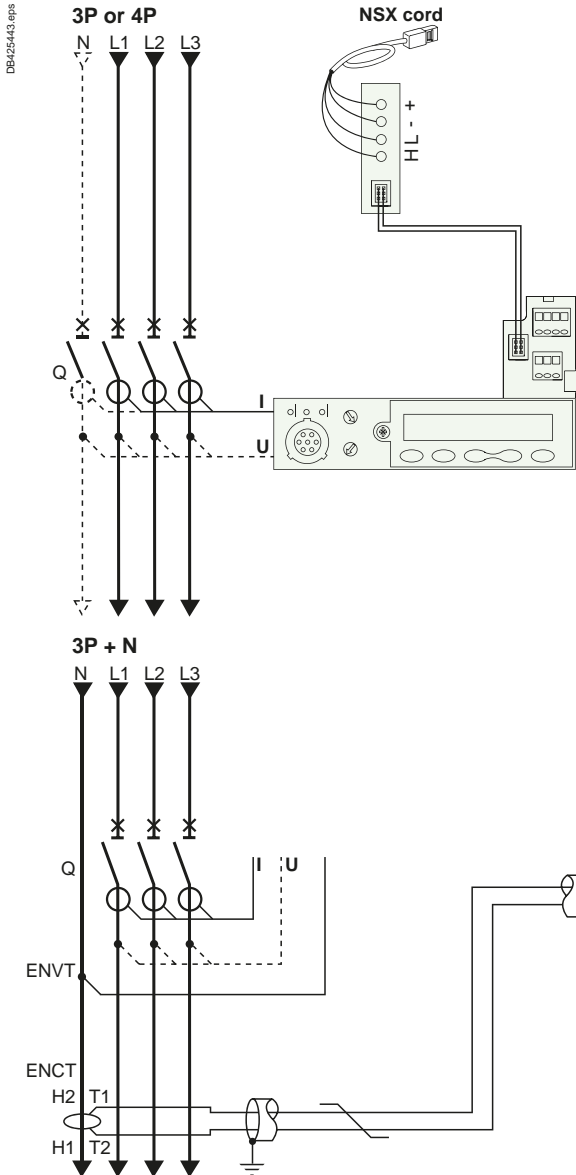 DB425443.eps
3P or 4P
N L1 L2 L3
NSX cord
H L - +
Q
I
U
3P + N
N L1 L2 L3
Q
I U
ENVT
ENCT
H2 T1
H1 T2